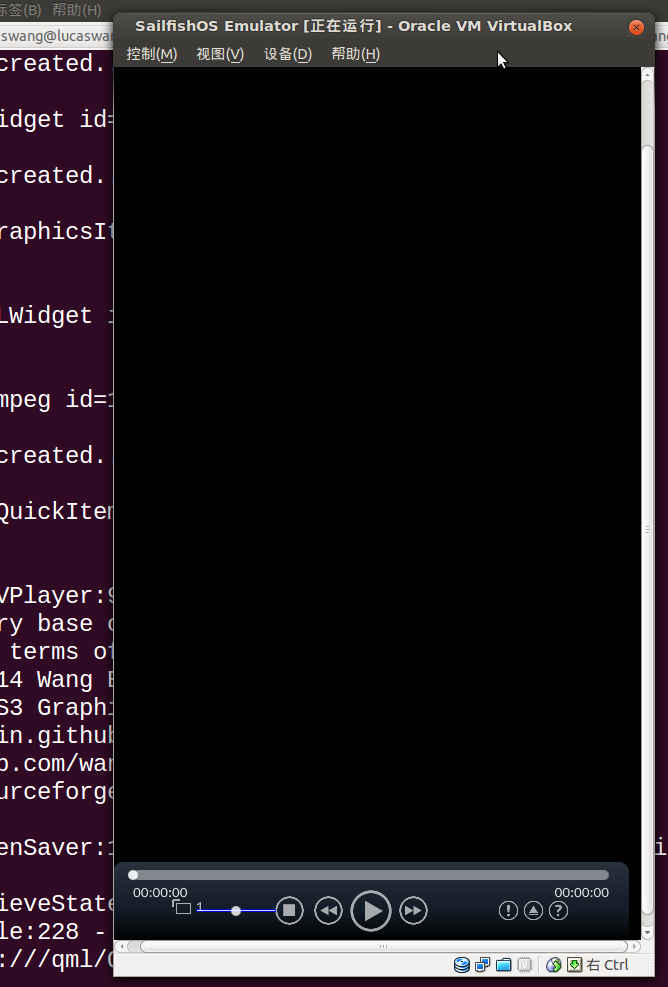 标签(B) 帮助(H)
swang@lucaswan
SailfishOS Emulator [正在运行] - Oracle VM VirtualBox
控制(M) 视图(V) 设备(D) 帮助(H)
created.
idget id=
created.
raphicsIt
LWidget i
mpeg id=1
created.
QuickItem
VPlayer:9
ry base o
terms of
14 Wang B
S3 Graphi
in.github
b.com/wan
urceforge
enSaver:1
i
00:00:00 00:00:00
1
ieveState
le:228 -
:///qml/Q
右 Ctrl